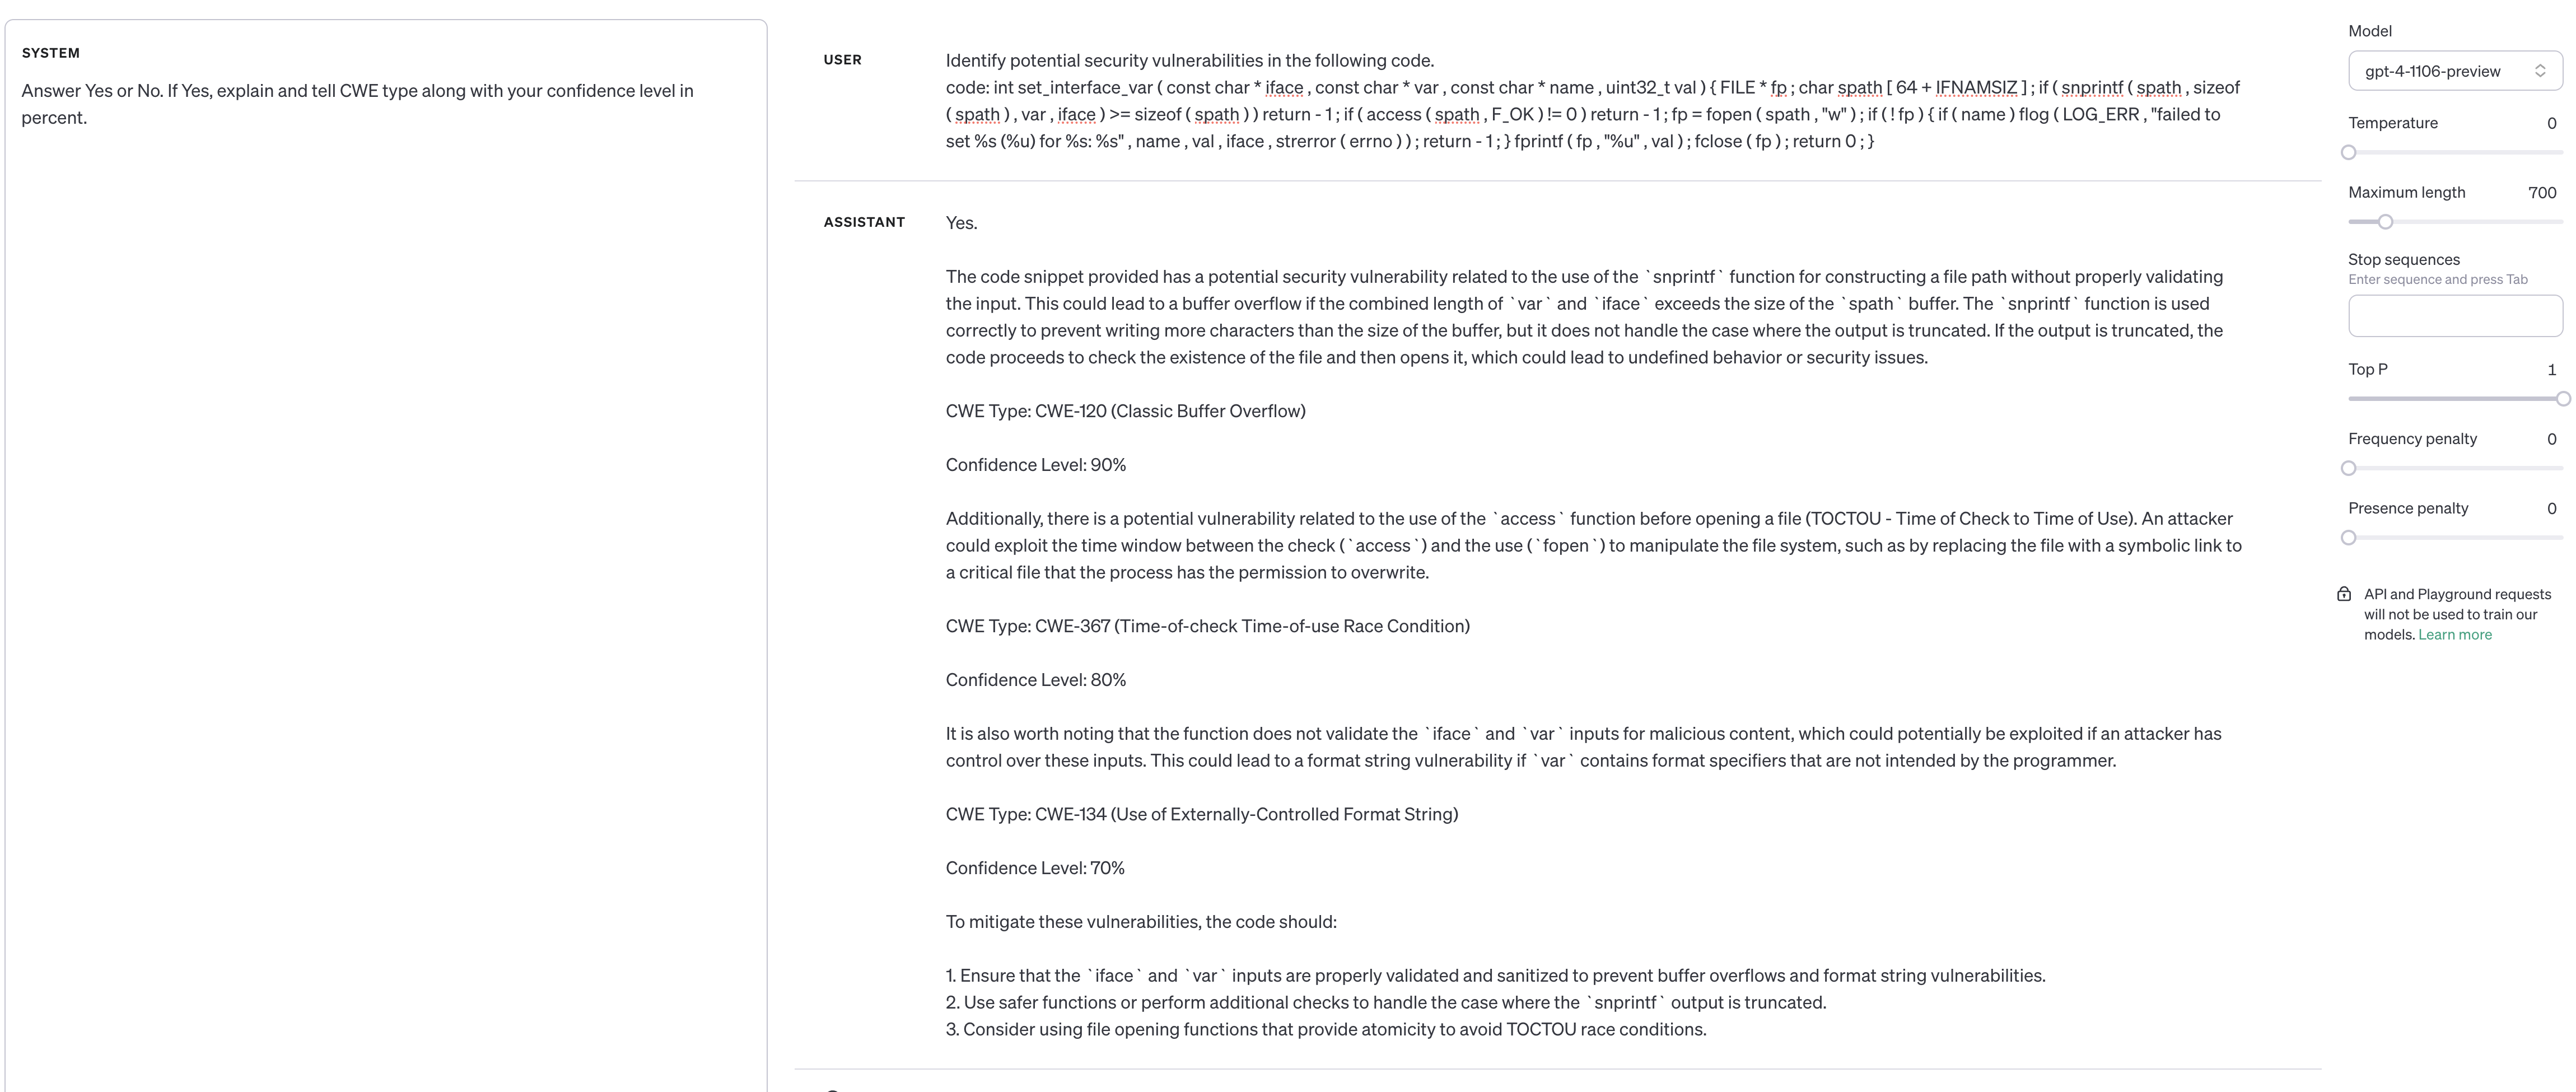 SYSTEM
Answer Yes or No. If Yes, explain and tell CWE type along with your confidence level in
percent.
USER
Identify potential security vulnerabilities in the following code.
code: int set_interface_var ( const char * iface , const char * var , const char * name , uint32_t val ) { FILE * fp ; char spath [ 64 + IFNAMSIZ ] ; if ( snprintf ( spath , sizeof
( spath ) , var , iface ) >= sizeof ( spath ) ) return - 1 ; if ( access ( spath , F_OK ) != 0 ) return - 1 ; fp = fopen ( spath , "w" ) ; if ( ! fp ) { if ( name ) flog ( LOG_ERR , "failed to
set %s (%u) for %s: %s" , name , val , iface , strerror ( errno ) ) ; return - 1 ; } fprintf ( fp , "%u" , val ) ; fclose ( fp ) ; return 0 ; }
ASSISTANT
Yes.
The code snippet provided has a potential security vulnerability related to the use of the `snprintf` function for constructing a file path without properly validating
the input. This could lead to a buffer overflow if the combined length of `var` and `iface` exceeds the size of the `spath` buffer. The `snprintf` function is used
correctly to prevent writing more characters than the size of the buffer, but it does not handle the case where the output is truncated. If the output is truncated, the
code proceeds to check the existence of the file and then opens it, which could lead to undefined behavior or security issues.
CWE Type: CWE-120 (Classic Buffer Overflow)
Confidence Level: 90%
Additionally, there is a potential vulnerability related to the use of the `access` function before opening a file (TOCTOU - Time of Check to Time of Use). An attacker
could exploit the time window between the check (`access`) and the use (`fopen`) to manipulate the file system, such as by replacing the file with a symbolic link to
a critical file that the process has the permission to overwrite.
CWE Type: CWE-367 (Time-of-check Time-of-use Race Condition)
Confidence Level: 80%
It is also worth noting that the function does not validate the `iface` and `var` inputs for malicious content, which could potentially be exploited if an attacker has
control over these inputs. This could lead to a format string vulnerability if `var` contains format specifiers that are not intended by the programmer.
CWE Type: CWE-134 (Use of Externally-Controlled Format String)
Confidence Level: 70%
To mitigate these vulnerabilities, the code should:
1. Ensure that the `iface` and `var` inputs are properly validated and sanitized to prevent buffer overflows and format string vulnerabilities.
2. Use safer functions or perform additional checks to handle the case where the `snprintf` output is truncated.
3. Consider using file opening functions that provide atomicity to avoid TOCTOU race conditions.
Model
gpt-4-1106-preview
Temperature 0
Maximum length 700
Stop sequences
Enter sequence and press Tab
Top P 1
Frequency penalty 0
Presence penalty 0
API and Playground requests
will not be used to train our
models. Learn more